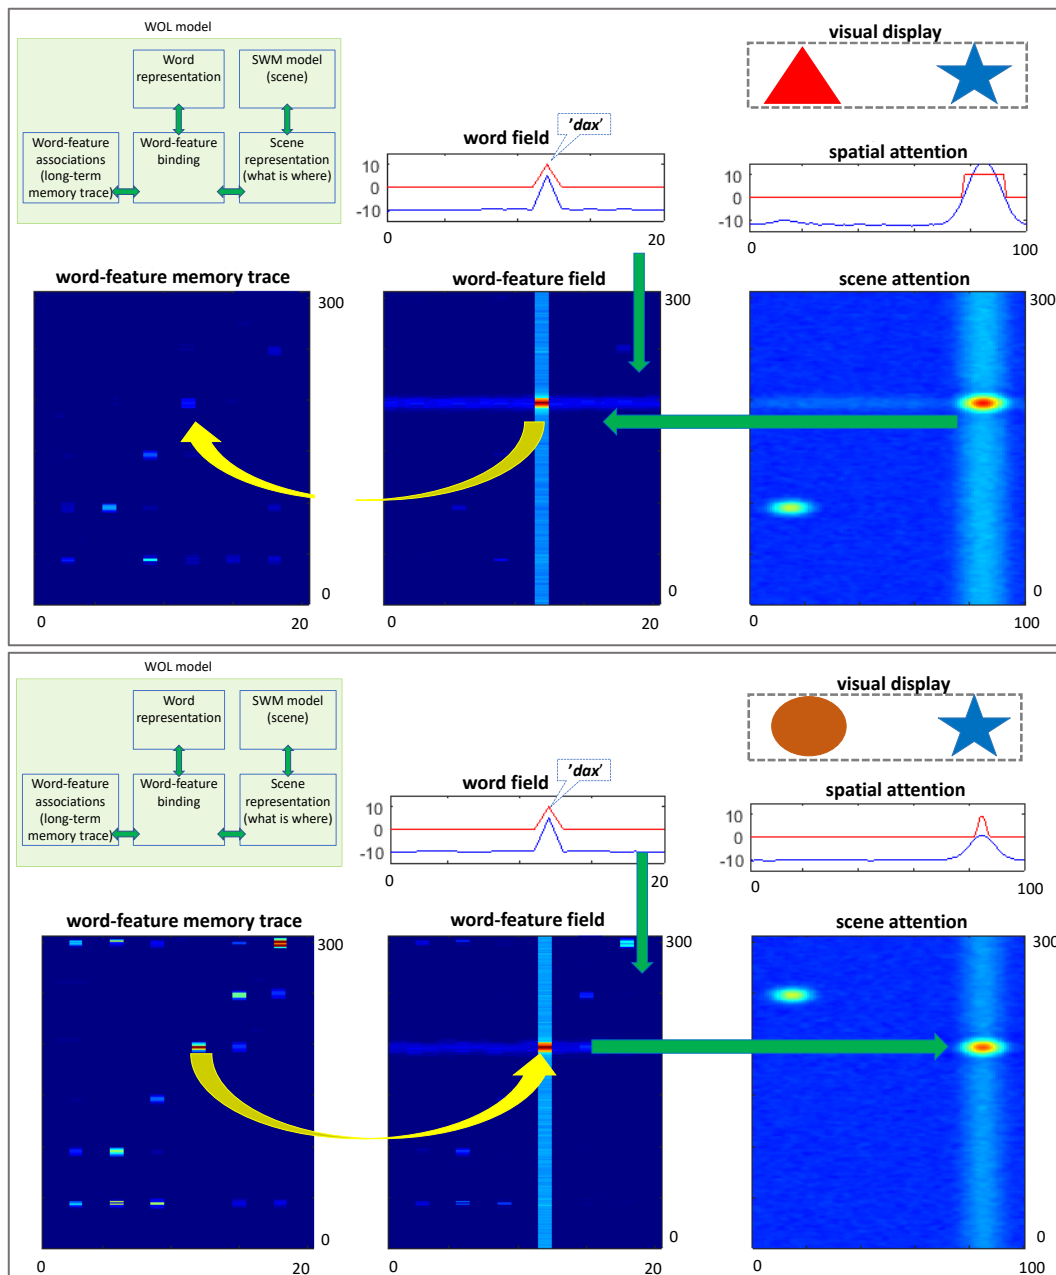 WOL model
Word
representation
SWM model
(scene)
Word-feature
associations
(long-term
memory trace)
Word-feature
binding
Scene
representation
(what is where)
visual display
word field
'dax'
10
0
-10
0
20
spatial attention
10
0
-10
0
100
word-feature memory trace
300
0
0
20
word-feature field
300
0
0
20
scene attention
300
0
0
100
WOL model
Word
representation
SWM model
(scene)
Word-feature
associations
(long-term
memory trace)
Word-feature
binding
Scene
representation
(what is where)
visual display
word field
'dax'
10
0
-10
0
20
spatial attention
10
0
-10
0
100
word-feature memory trace
300
0
0
20
word-feature field
300
0
0
20
scene attention
300
0
0
100